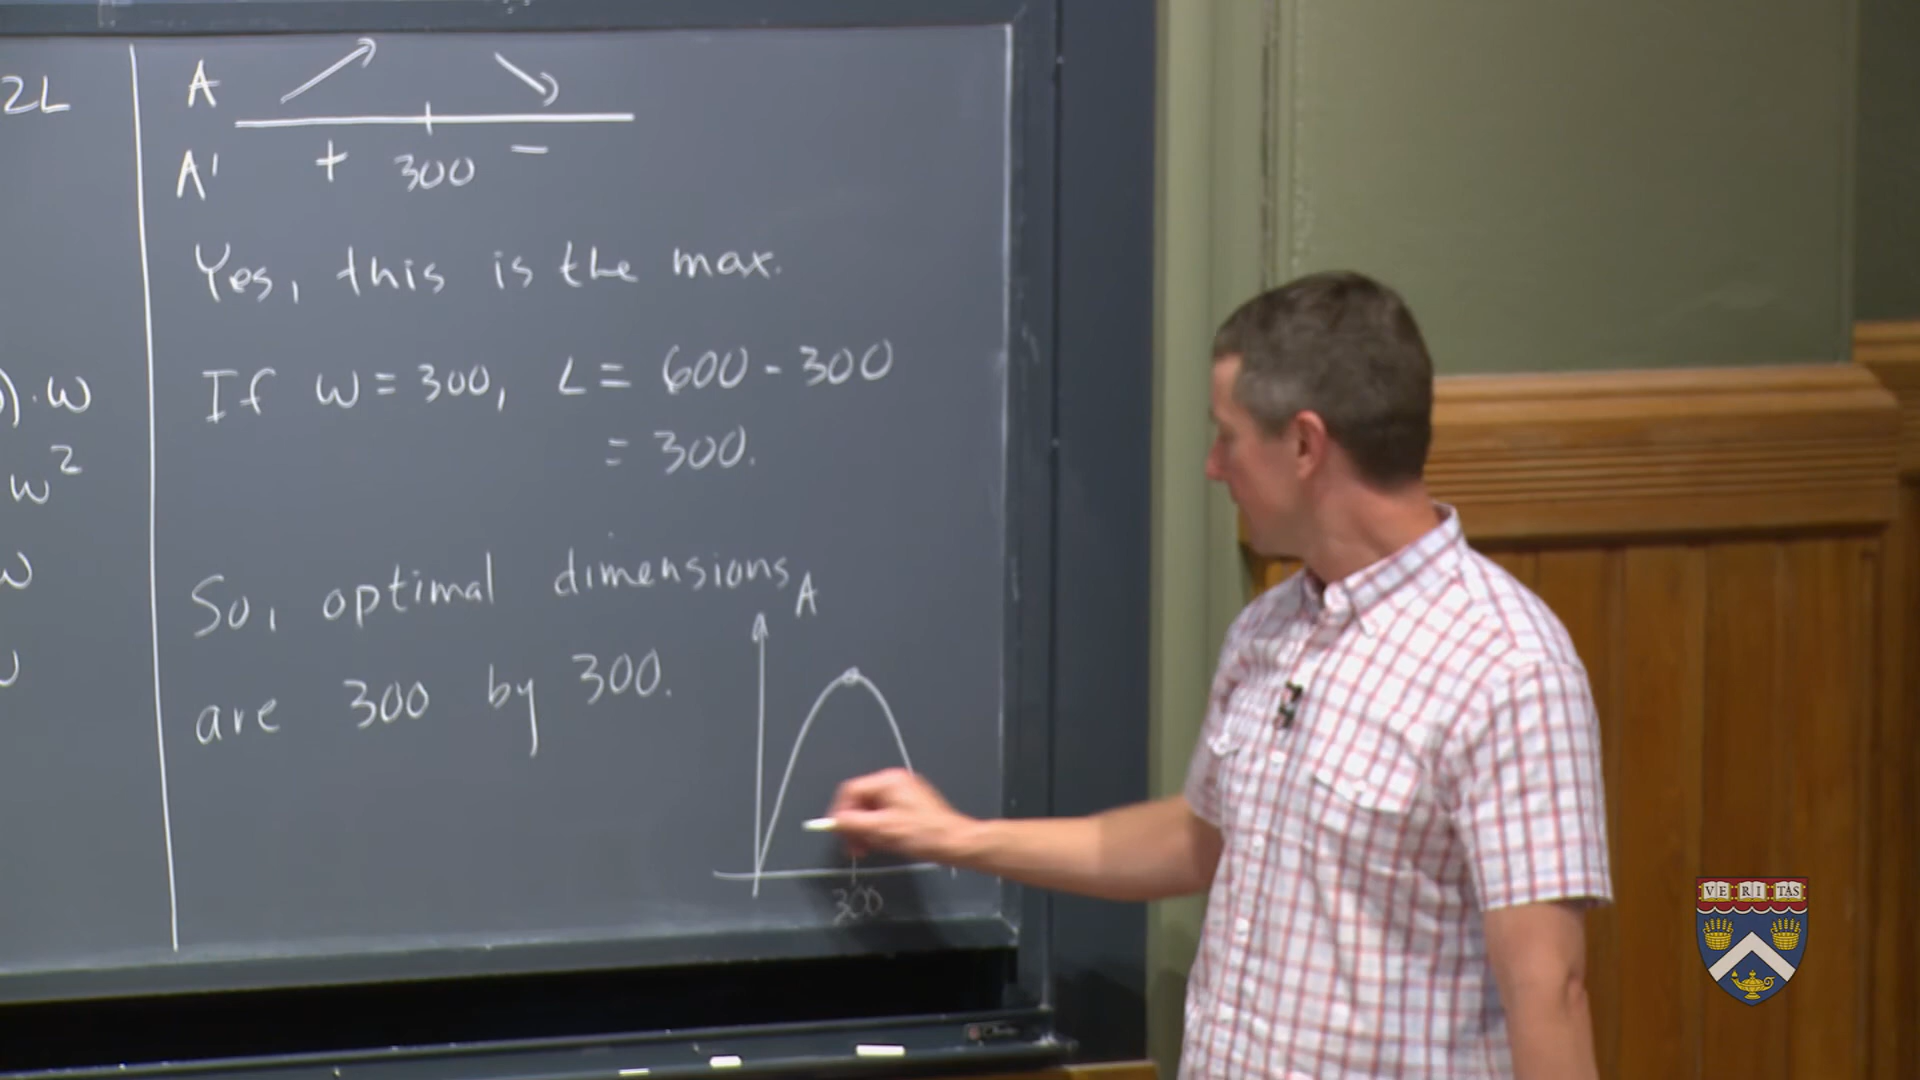 2L
) · w
w²
w
A
A' + 300 −
Yes, this is the max.
If w = 300, L = 600 - 300
= 300.
So, optimal dimensions
are 300 by 300.
A
300
VE RI TAS